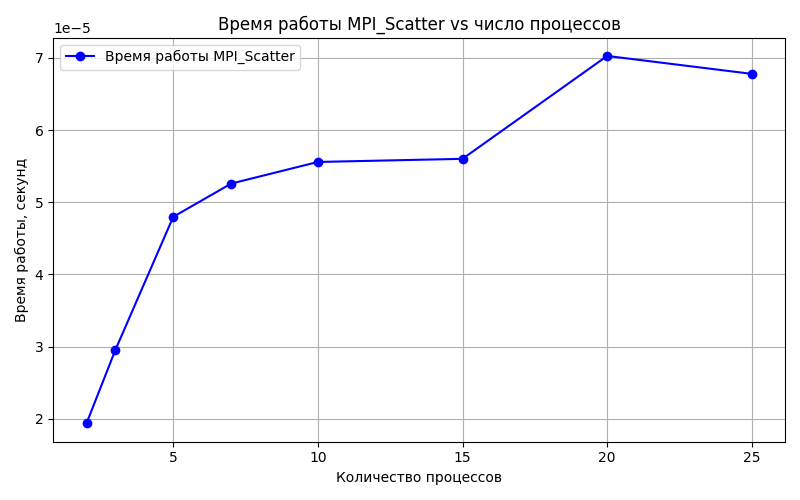 Время работы MPI_Scatter vs число процессов
1e−5
Время работы MPI_Scatter
7
6
5
4
3
2
Время работы, секунд
5 10 15 20 25
Количество процессов